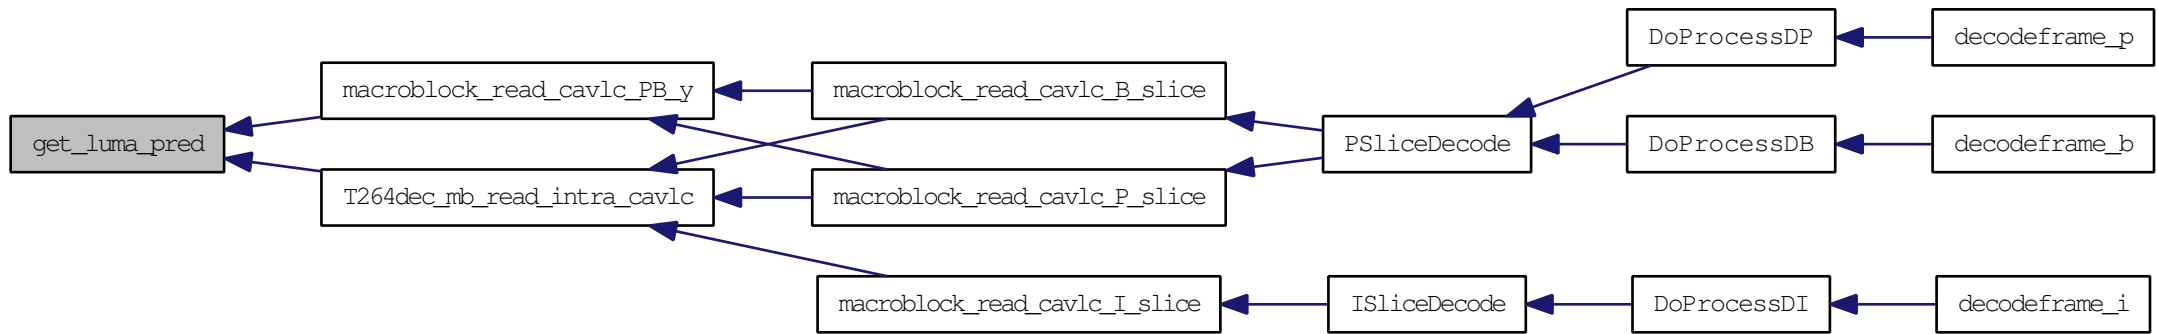 DoProcessDP
decodeframe_p
macroblock_read_cavlc_PB_y
macroblock_read_cavlc_B_slice
get_luma_pred
PSliceDecode
DoProcessDB
decodeframe_b
T264dec_mb_read_intra_cavlc
macroblock_read_cavlc_P_slice
macroblock_read_cavlc_I_slice
ISliceDecode
DoProcessDI
decodeframe_i